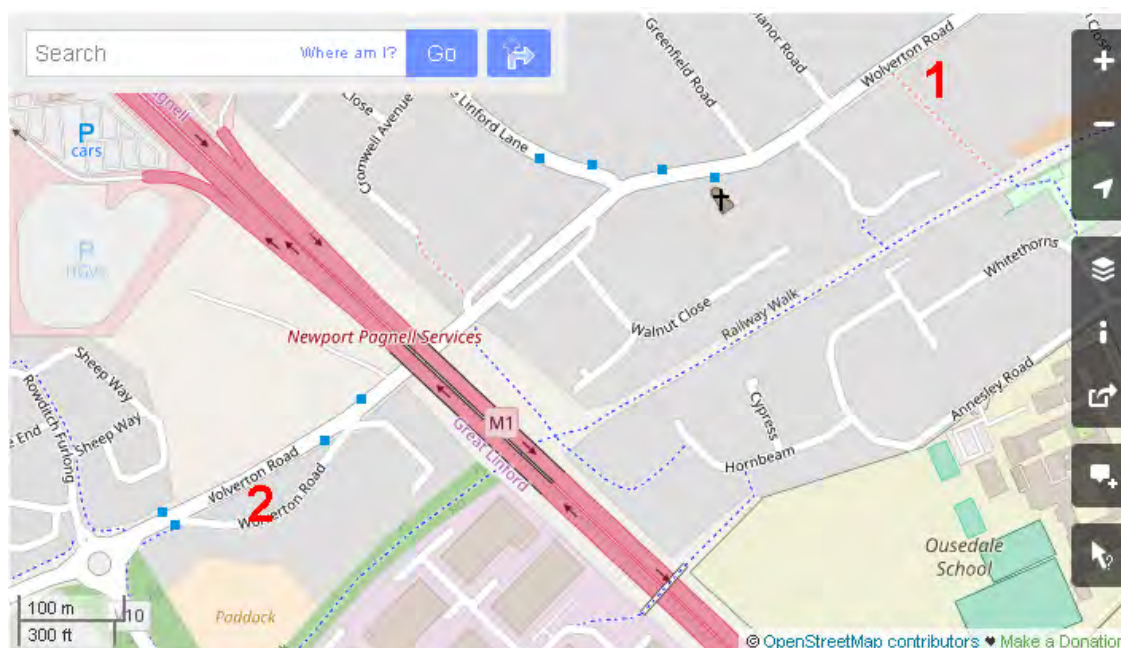 Search
Where am I?
Go
Greenfield Road
Manor Road
Wolverton Road
1
Close
Pagnell
P
cars
Close
Cromwell Avenue
Linford Lane
P
HGVs
Whitethorns
Walnut Close
Railway Walk
Newport Pagnell Services
Sheep Way
Rowditch Furlong
Sheep Way
End
M1
Great Linford
Cypress
Annesley Road
Hornbeam
Wolverton Road
2
Wolverton Road
Ousedale
School
Paddock
100 m
300 ft
V10
© OpenStreetMap contributors ♥ Make a Donation